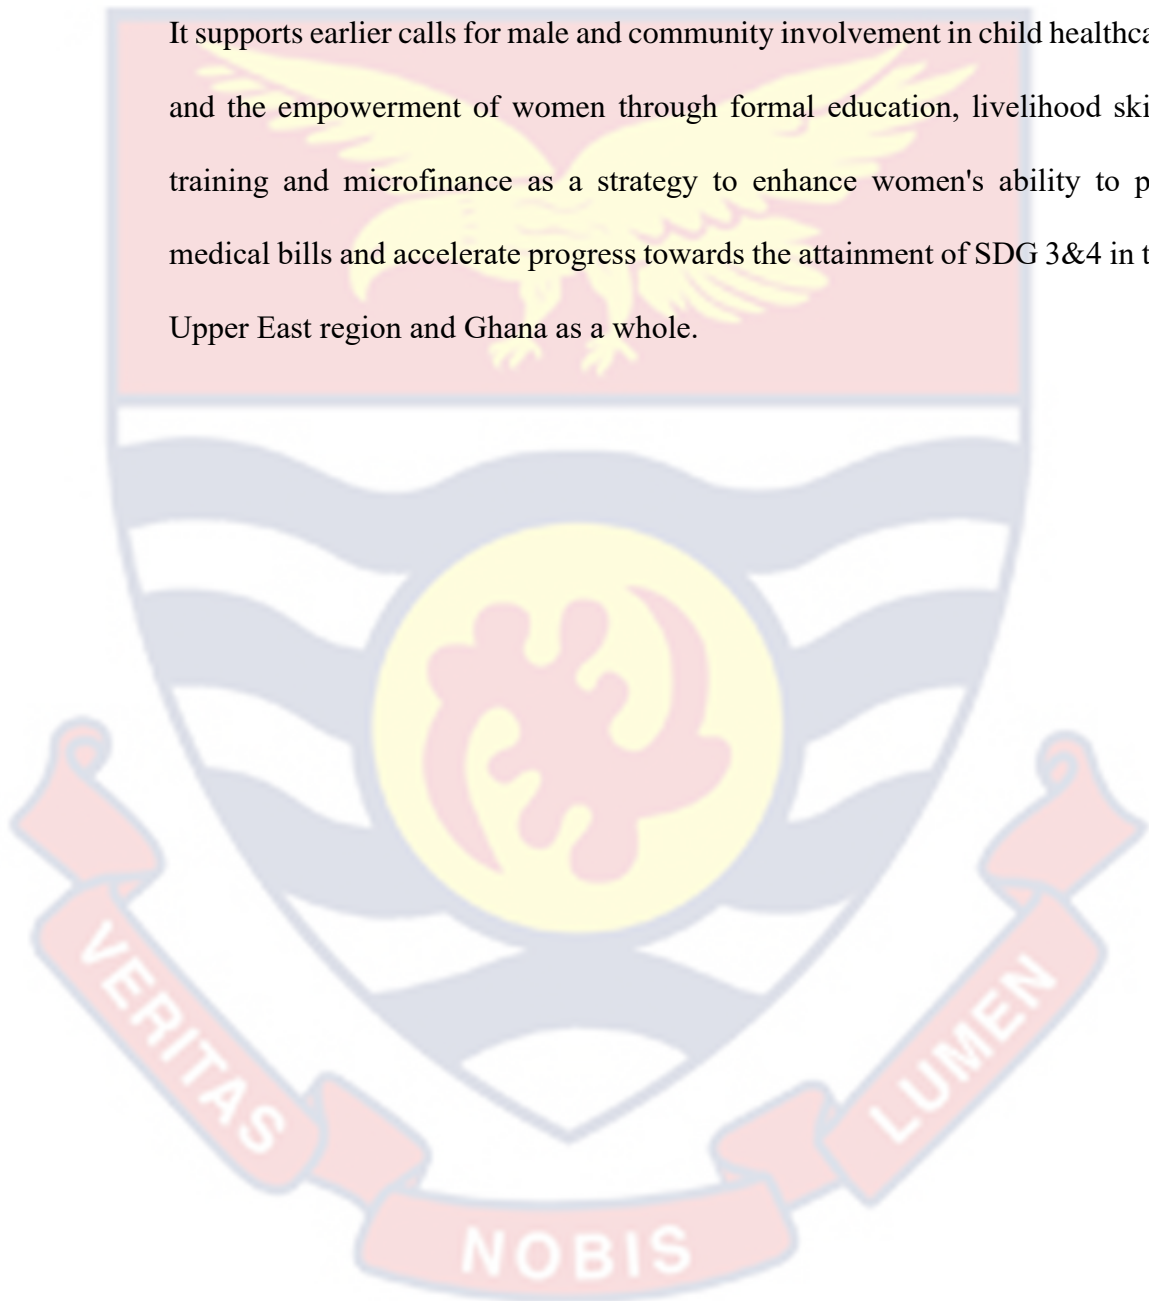 It supports earlier calls for male and community involvement in child healthca
and the empowerment of women through formal education, livelihood ski
training and microfinance as a strategy to enhance women's ability to p
medical bills and accelerate progress towards the attainment of SDG 3&4 in t
Upper East region and Ghana as a whole.
VERITAS
NOBIS
LUMEN